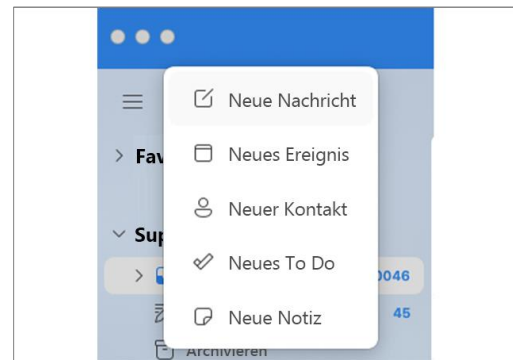 Neue Nachricht
Fav
Neues Ereignis
Neuer Kontakt
Sup
Neues To Do
0046
Neue Notiz
45
Archivieren